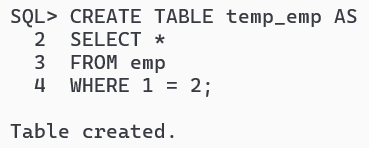 SQL> CREATE TABLE temp_emp AS
  2  SELECT *
  3  FROM emp
  4  WHERE 1 = 2;

Table created.